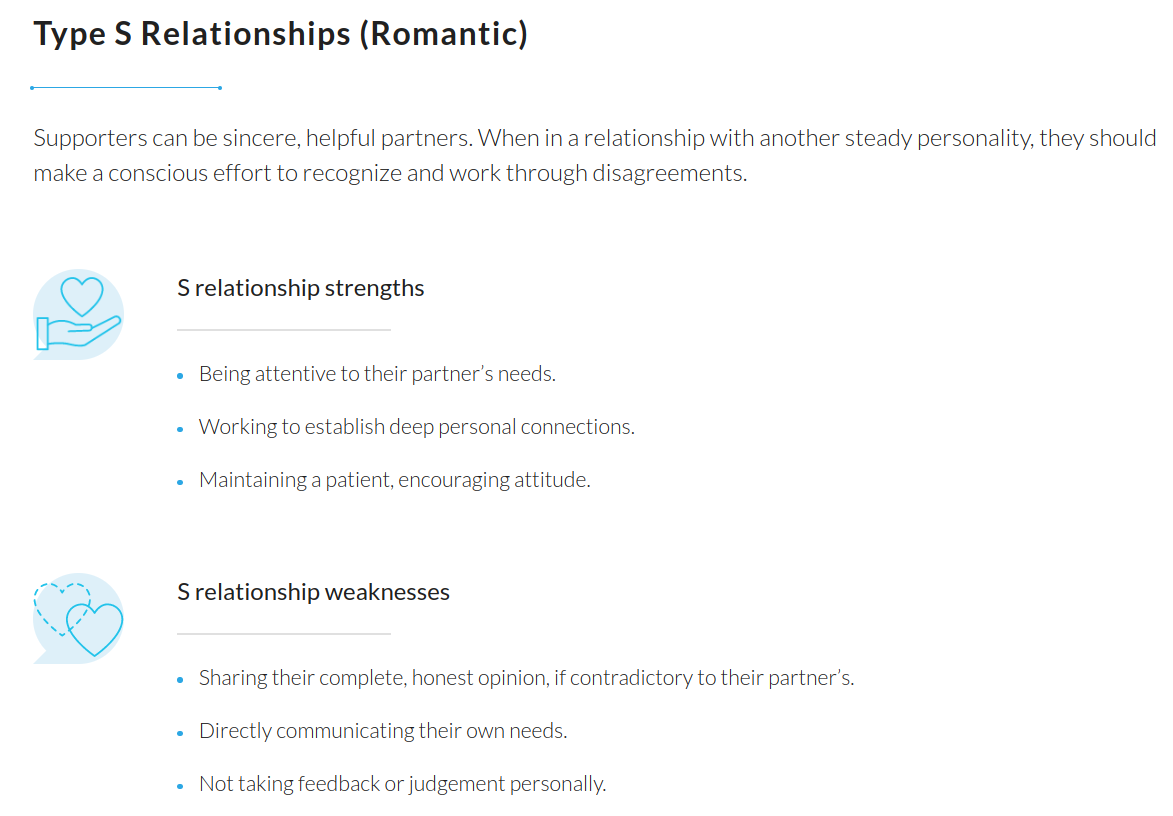 Type S Relationships (Romantic)
Supporters can be sincere, helpful partners. When in a relationship with another steady personality, they should
make a conscious effort to recognize and work through disagreements.
S relationship strengths
Being attentive to their partner’s needs.
Working to establish deep personal connections.
Maintaining a patient, encouraging attitude.
S relationship weaknesses
Sharing their complete, honest opinion, if contradictory to their partner’s.
Directly communicating their own needs.
Not taking feedback or judgement personally.